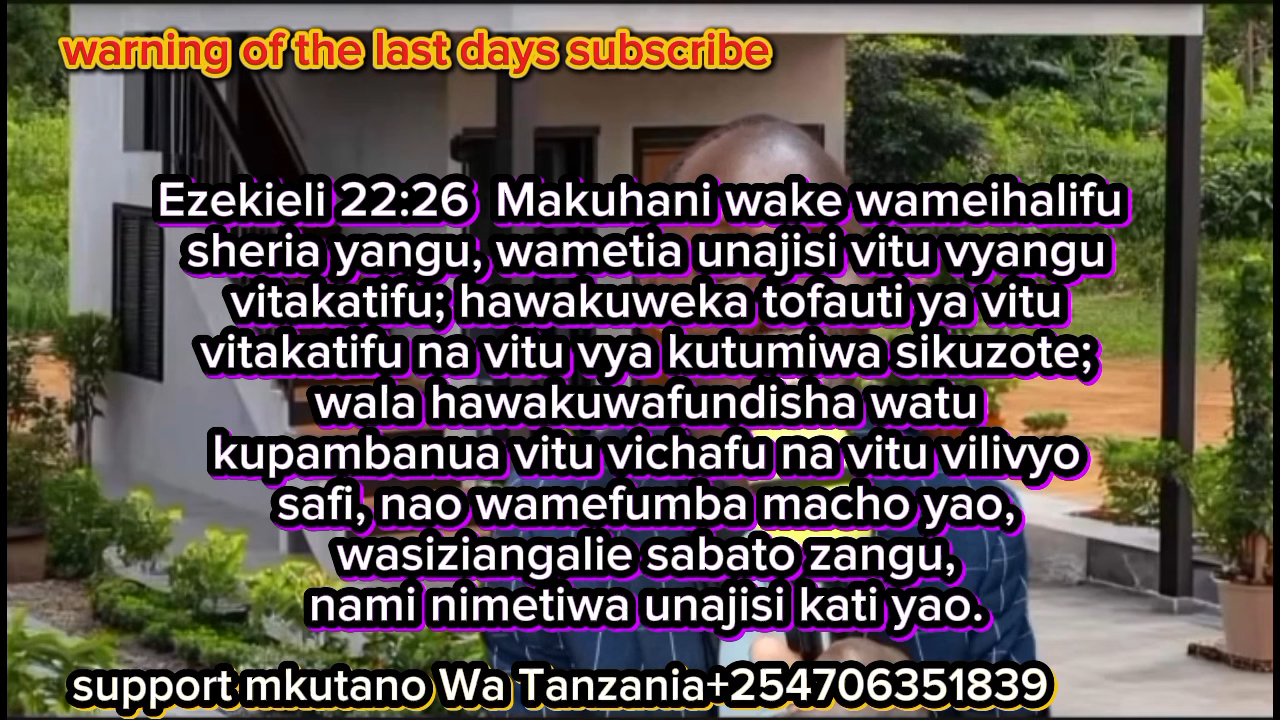 warning of the last days subscribe
Ezekieli 22:26 Makuhani wake wameihalifu
sheria yangu, wametia unajisi vitu vyangu
vitakatifu; hawakuweka tofauti ya vitu
vitakatifu na vitu vya kutumiwa sikuzote;
wala hawakuwafundisha watu
kupambanua vitu vichafu na vitu vilivyo
safi, nao wamefumba macho yao,
wasiziangalie sabato zangu,
nami nimetiwa unajisi kati yao.
support mkutano Wa Tanzania+254706351839